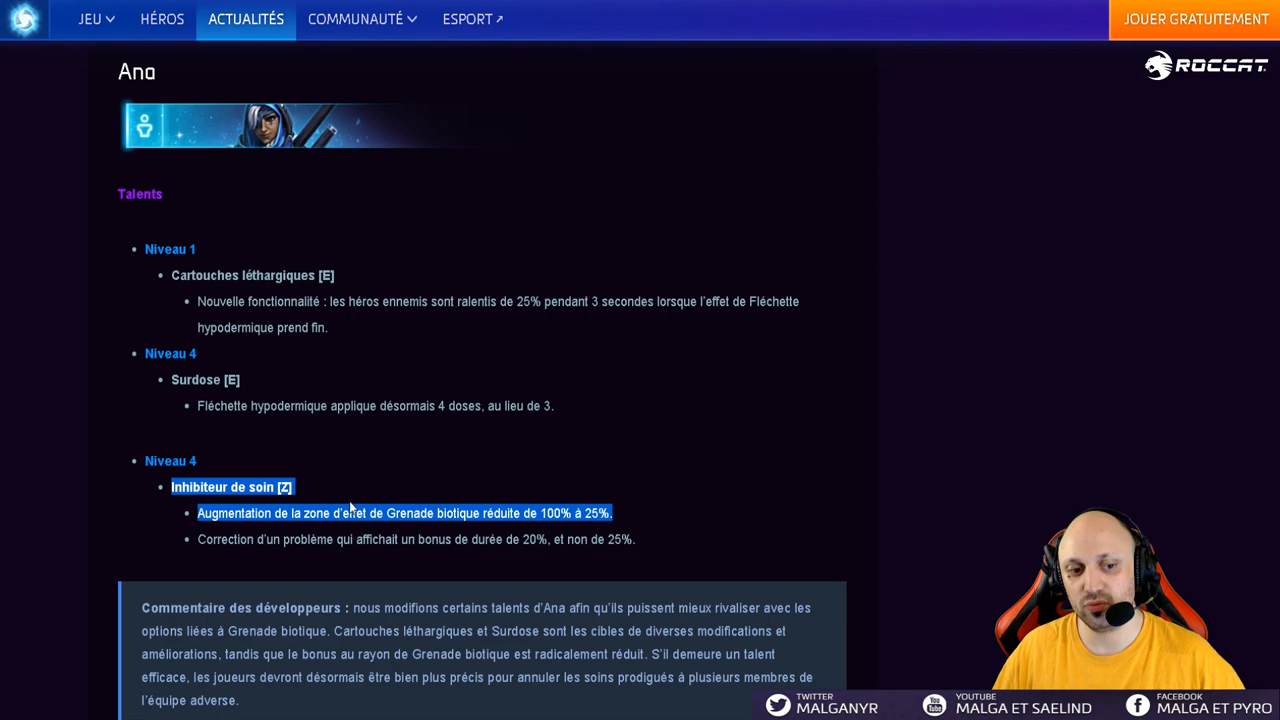 JEU HÉROS ACTUALITÉS COMMUNAUTÉ ESPORT JOUER GRATUITEMENT
Ana
ROCCAT
Talents
Niveau 1
Cartouches léthargiques [E]
Nouvelle fonctionnalité : les héros ennemis sont ralentis de 25% pendant 3 secondes lorsque l'effet de Fléchette
hypodermique prend fin.
Niveau 4
Surdose [E]
Fléchette hypodermique applique désormais 4 doses, au lieu de 3.
Niveau 4
Inhibiteur de soin [Z]
Augmentation de la zone d'effet de Grenade biotique réduite de 100% à 25%.
Correction d'un problème qui affichait un bonus de durée de 20%, et non de 25%.
Commentaire des développeurs : nous modifions certains talents d'Ana afin qu'ils puissent mieux rivaliser avec les
options liées à Grenade biotique. Cartouches léthargiques et Surdose sont les cibles de diverses modifications et
améliorations, tandis que le bonus au rayon de Grenade biotique est radicalement réduit. S'il demeure un talent
efficace, les joueurs devront désormais être bien plus précis pour annuler les soins prodigués à plusieurs membres de
l'équipe adverse.
TWITTER
MALGANYR
YOUTUBE
MALGA ET SAELIND
FACEBOOK
MALGA ET PYRO